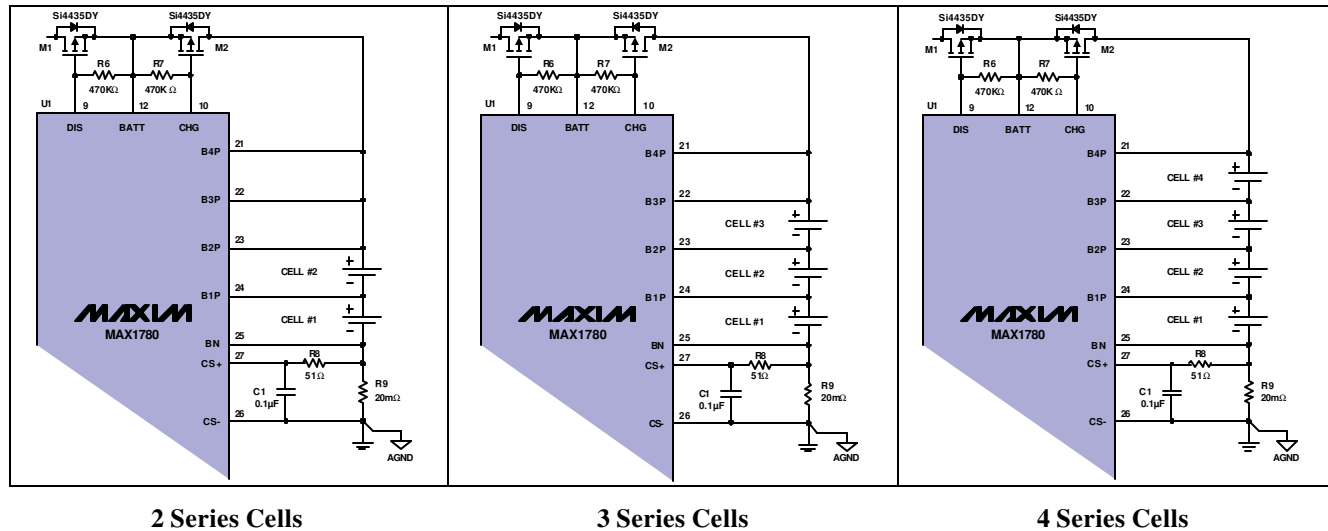 Si4435DY Si4435DY
M1 M2
R6 R7
470KΩ 470K Ω
U1 9 12 10
DIS BATT CHG
B4P 21
B3P 22
B2P 23
CELL #2
B1P 24
MAXIM
CELL #1
MAX1780
BN 25
CS+ 27
R8
51Ω
C1
0.1µF
R9
20mΩ
CS- 26
AGND
2 Series Cells
Si4435DY Si4435DY
M1 M2
R6 R7
470KΩ 470KΩ
U1 9 12 10
DIS BATT CHG
B4P 21
B3P 22
CELL #3
B2P 23
CELL #2
B1P 24
MAXIM
CELL #1
MAX1780
BN 25
CS+ 27
R8
51Ω
C1
0.1µF
R9
20mΩ
CS- 26
AGND
3 Series Cells
Si4435DY Si4435DY
M1 M2
R6 R7
470KΩ 470KΩ
U1 9 12 10
DIS BATT CHG
B4P 21
CELL #4
B3P 22
CELL #3
B2P 23
CELL #2
B1P 24
MAXIM
CELL #1
MAX1780
BN 25
CS+ 27
R8
51Ω
C1
0.1µF
R9
20mΩ
CS- 26
AGND
4 Series Cells